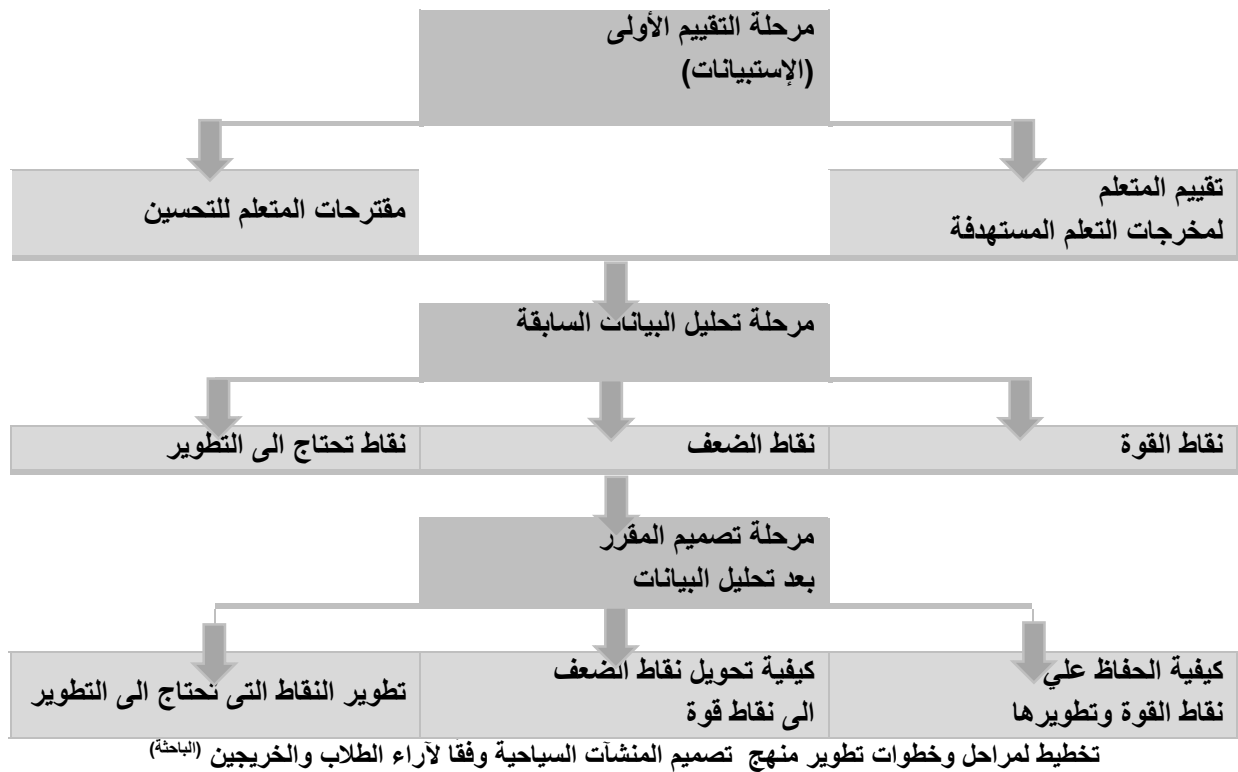 مرحلة التقييم الأولى
(الإستبيانات)
تقييم المتعلم
لمخرجات التعلم المستهدفة
مقترحات المتعلم للتحسين
مرحلة تحليل البيانات السابقة
نقاط القوة
نقاط الضعف
نقاط تحتاج الى التطوير
مرحلة تصميم المقرر
بعد تحليل البيانات
كيفية الحفاظ علي
نقاط القوة وتطويرها
كيفية تحويل نقاط الضعف
الى نقاط قوة
تطوير النقاط التى تحتاج الى التطوير
تخطيط لمراحل وخطوات تطوير منهج تصميم المنشآت السياحية وفقًا لآراء الطلاب والخريجين (الباحثة)